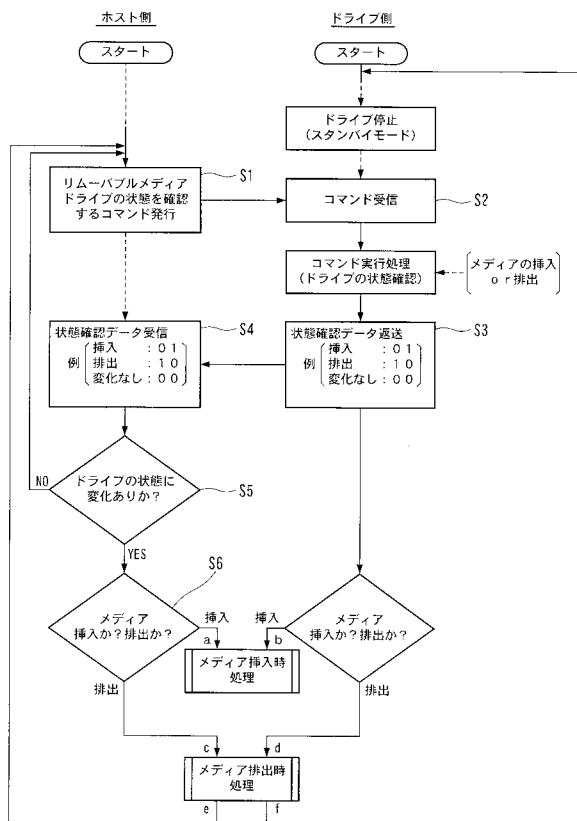 ホスト側
ドライブ側
スタート
スタート
ドライブ停止
(スタンバイモード)
リムーバブルメディア
ドライブの状態を確認
するコマンド発行
S1
コマンド受信
S2
コマンド実行処理
(ドライブの状態確認)
メディアの挿入
or排出
状態確認データ受信
例
挿入 :01
排出 :10
変化なし:00
S4
状態確認データ返送
例
挿入 :01
排出 :10
変化なし:00
S3
ドライブの状態に
変化ありか?
NO
S5
YES
S6
メディア
挿入か?排出か?
挿入
a
挿入
b
メディア
挿入か?排出か?
メディア挿入時
処理
排出
排出
c
d
メディア排出時
処理
e
f